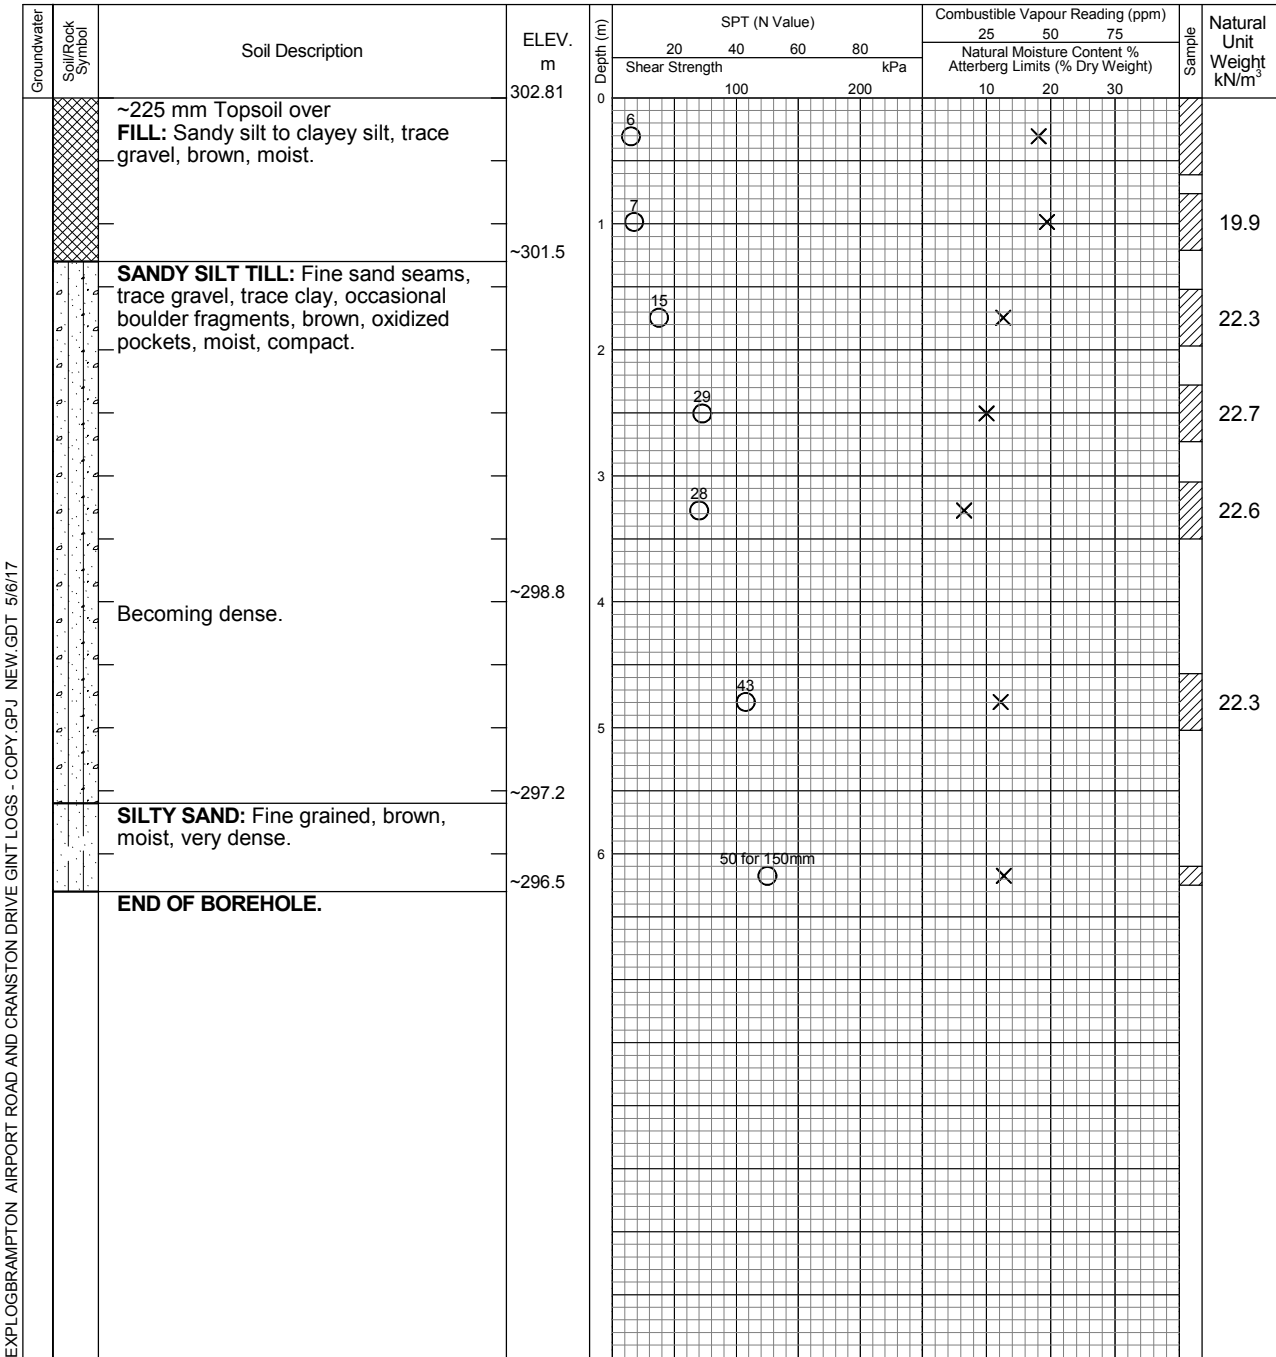 Groundwater
Soil/Rock
Symbol
Soil Description
ELEV.
m
302.81
Depth (m)
SPT (N Value)
20 40 60 80
Shear Strength kPa
100 200
Combustible Vapour Reading (ppm)
25 50 75
Natural Moisture Content %
Atterberg Limits (% Dry Weight)
10 20 30
Sample
Natural
Unit
Weight
kN/m3
0
~225 mm Topsoil over
FILL: Sandy silt to clayey silt, trace
gravel, brown, moist.
6
7
1
19.9
~301.5
SANDY SILT TILL: Fine sand seams,
trace gravel, trace clay, occasional
boulder fragments, brown, oxidized
pockets, moist, compact.
15
22.3
2
29
22.7
3
28
22.6
~298.8
4
Becoming dense.
43
22.3
5
~297.2
SILTY SAND: Fine grained, brown,
moist, very dense.
6
50 for 150mm
~296.5
END OF BOREHOLE.
EXPLOGBRAMPTON AIRPORT ROAD AND CRANSTON DRIVE GINT LOGS - COPY.GPJ NEW.GDT 5/6/17